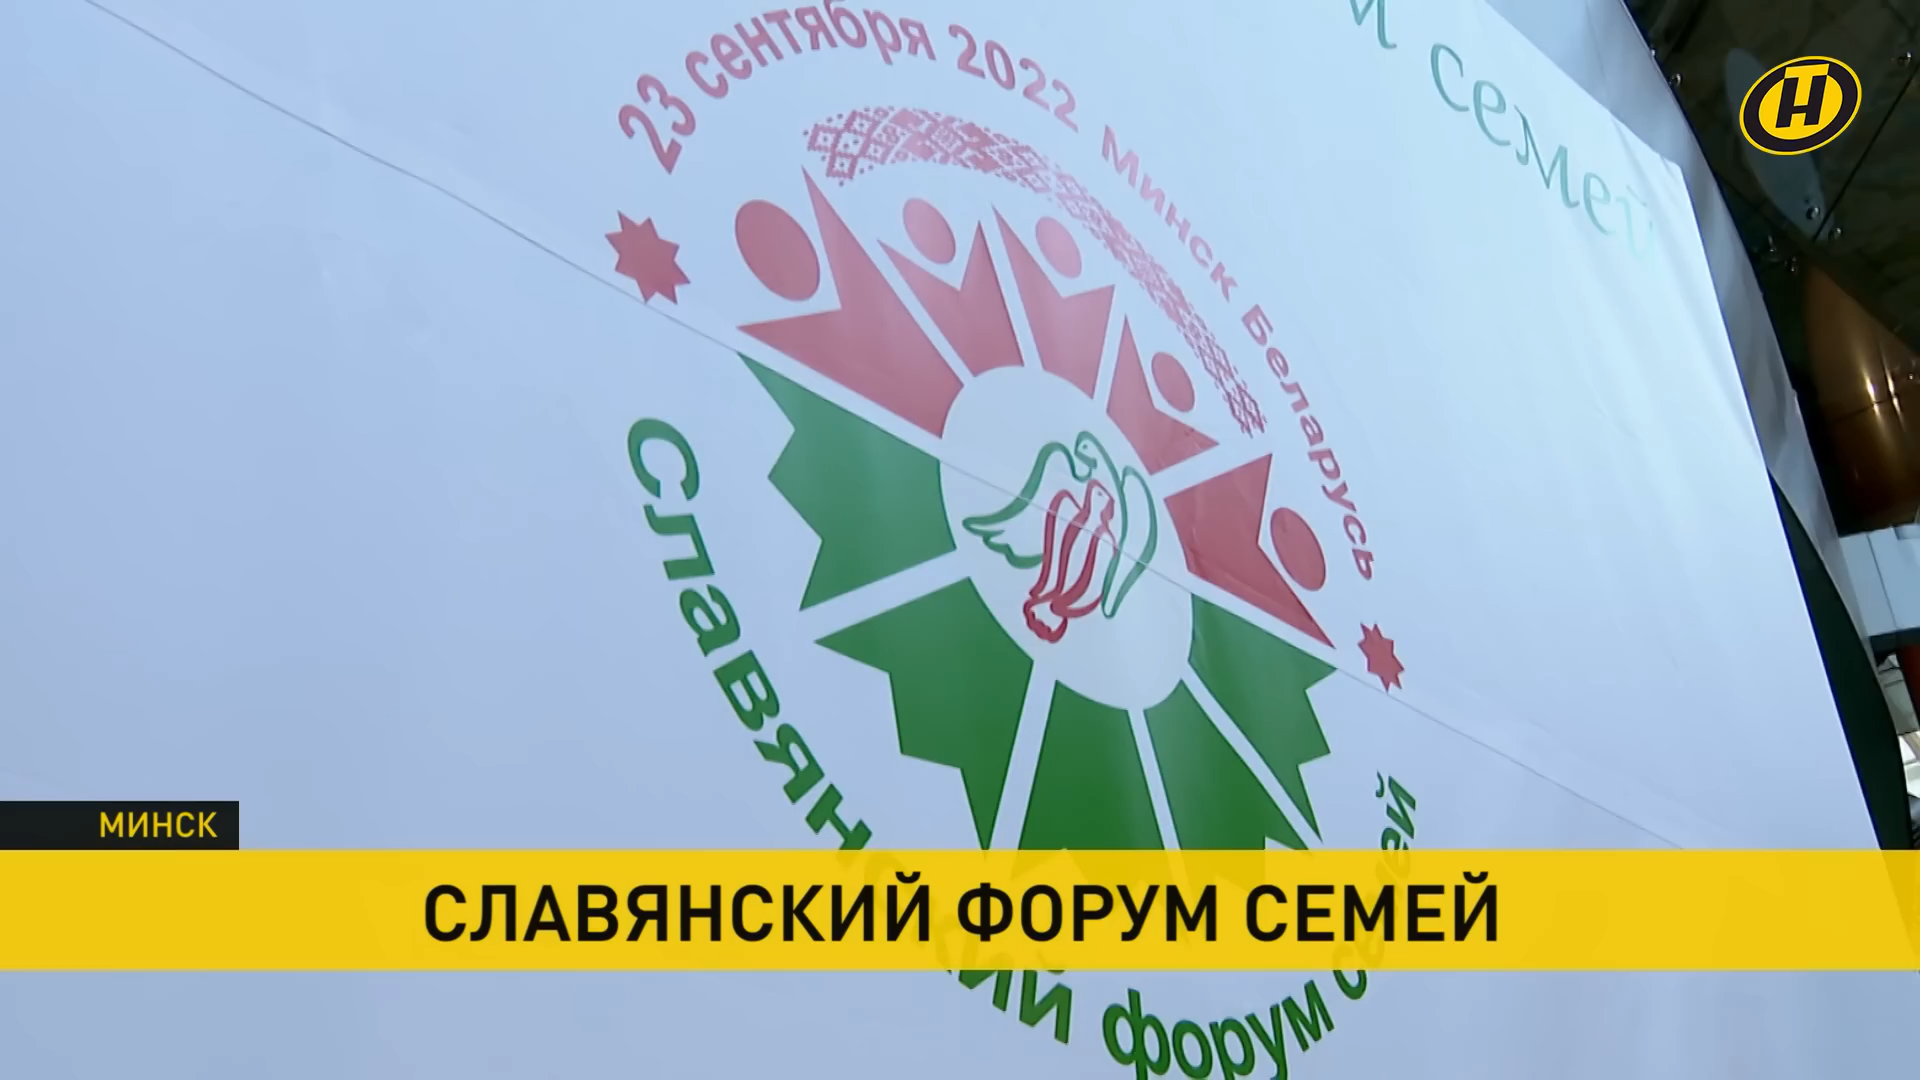 23 сентября 2022 Минск Беларусь
й семей
Славянский форум семей
МИНСК
СЛАВЯНСКИЙ ФОРУМ СЕМЕЙ